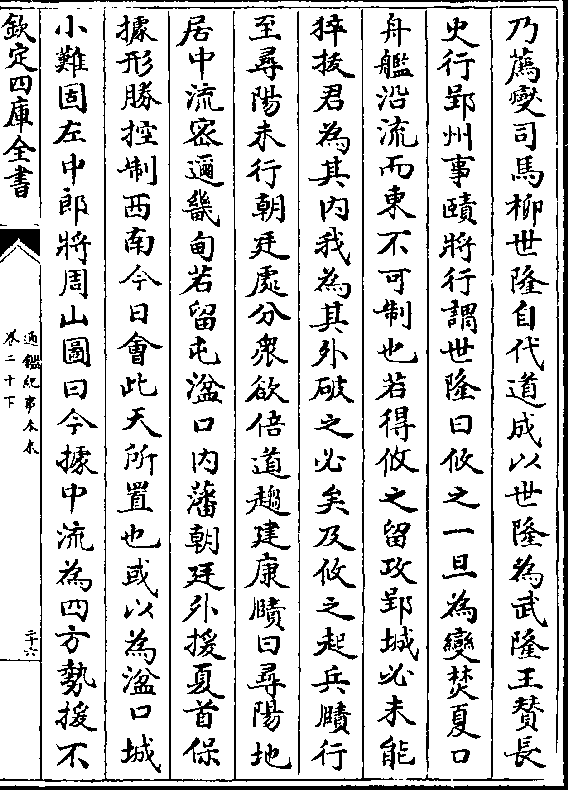 乃薦燮司馬柳世隆自代道成以世隆為武陵王賛長
史行郢州事賾將行謂世隆曰攸之一旦為變焚夏口
舟艦沿流而東不可制也若得攸之留攻郢城必未能
猝拔君為其内我為其外破之必矣及攸之起兵賾行
至尋陽未行朝廷處分衆欲倍道趨建康賾曰尋陽地
居中流密邇畿甸若留屯湓口内藩朝廷外援夏首保
據形勝控制西南今日會此天所置也或以為湓口城
小難固左中郎將周山圖曰今據中流為四方勢援不
欽定四庫全書
通鑑紀事本末
卷二十下
三十六